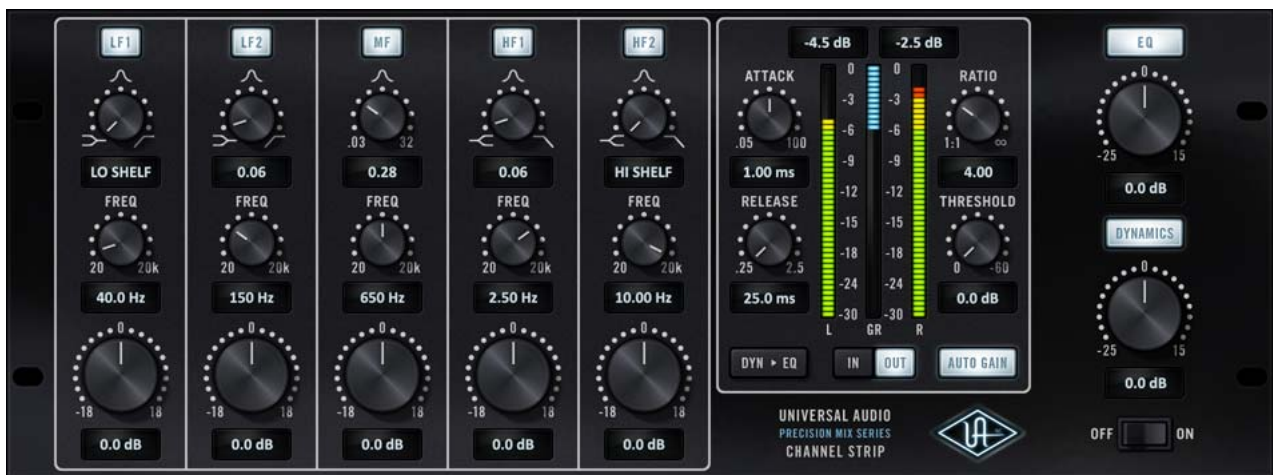 LF1 LF2 MF HF1 HF2
.03 32
LO SHELF 0.06 0.28 0.06 HI SHELF
FREQ FREQ FREQ FREQ FREQ
20 20k 20 20k 20 20k 20 20k 20 20k
40.0 Hz 150 Hz 650 Hz 2.50 Hz 10.00 Hz
0 0 0 0 0
-18 18 -18 18 -18 18 -18 18 -18 18
0.0 dB 0.0 dB 0.0 dB 0.0 dB 0.0 dB
-4.5 dB -2.5 dB
ATTACK 0 0 RATIO
-3 -3
.05 100 -6 -6 1:1 ∞
1.00 ms -9 -9 4.00
-12 -12
RELEASE -15 -15 THRESHOLD
-18 -18
.25 2.5 0 -60
-24 -24
25.0 ms -30 -30 0.0 dB
L GR R
DYN ▸ EQ IN OUT AUTO GAIN
UNIVERSAL AUDIO
PRECISION MIX SERIES
CHANNEL STRIP
UA
EQ
0
-25 15
0.0 dB
DYNAMICS
0
-25 15
0.0 dB
OFF ON